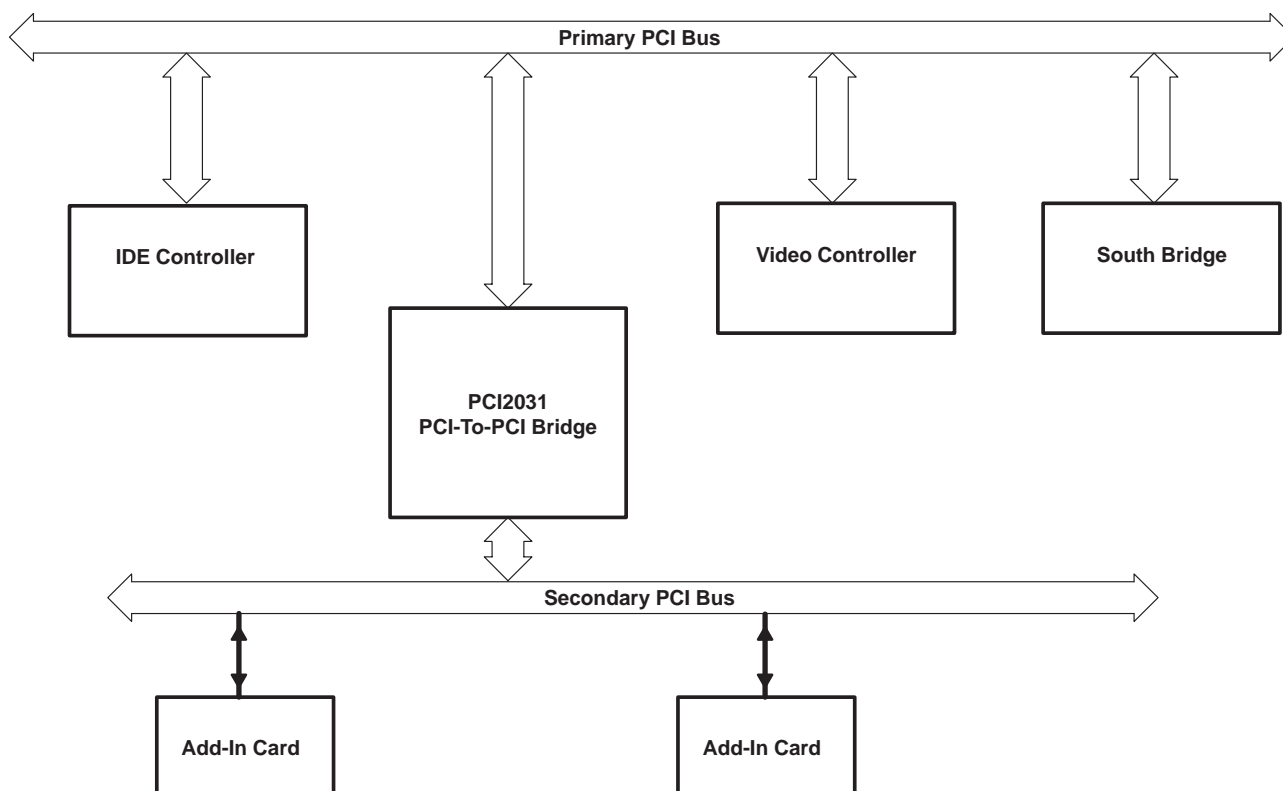 Primary PCI Bus
IDE Controller
Video Controller
South Bridge
PCI2031
PCI-To-PCI Bridge
Secondary PCI Bus
Add-In Card
Add-In Card